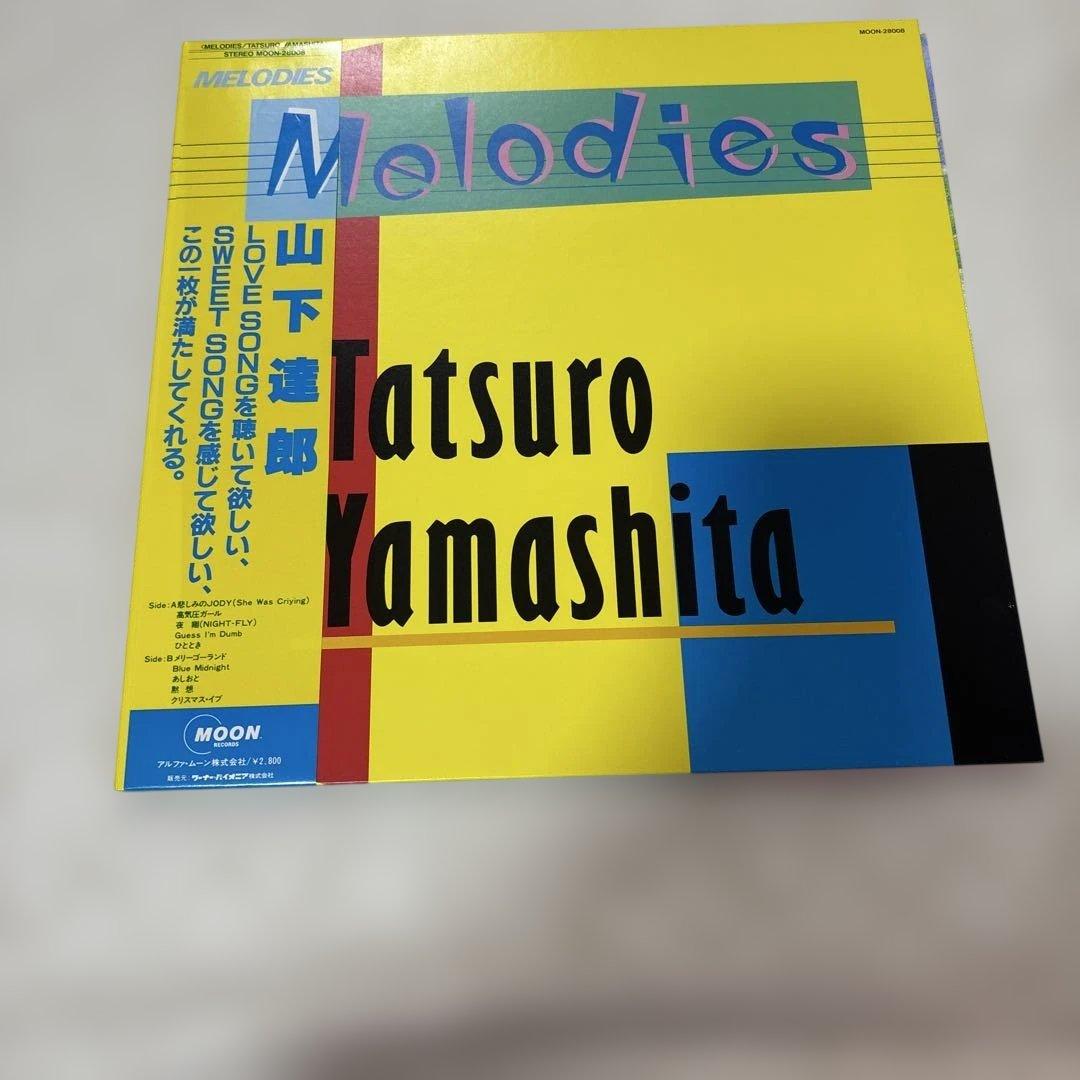 <MELODIES/TATSURO YAMASHITA
STEREO MOON-28008
MELODIES
MOON-28008
Melodies
山下達郎
LOVE SONGを聴いて欲しい、
SWEET SONGを感じて欲しい、
この一枚が満たしてくれる。
Tatsuro
Yamashita
Side:A悲しみのJODY(She Was Criying)
高気圧ガール
夜 翔(NIGHT-FLY)
Guess I'm Dumb
ひととき
Side:Bメリー・ゴーランド
Blue Midnight
あしおと
黙 想
クリスマス・イブ
MOON
RECORDS
アルファ・ムーン株式会社/¥2,800
販売元:ワーナー・パイオニア株式会社